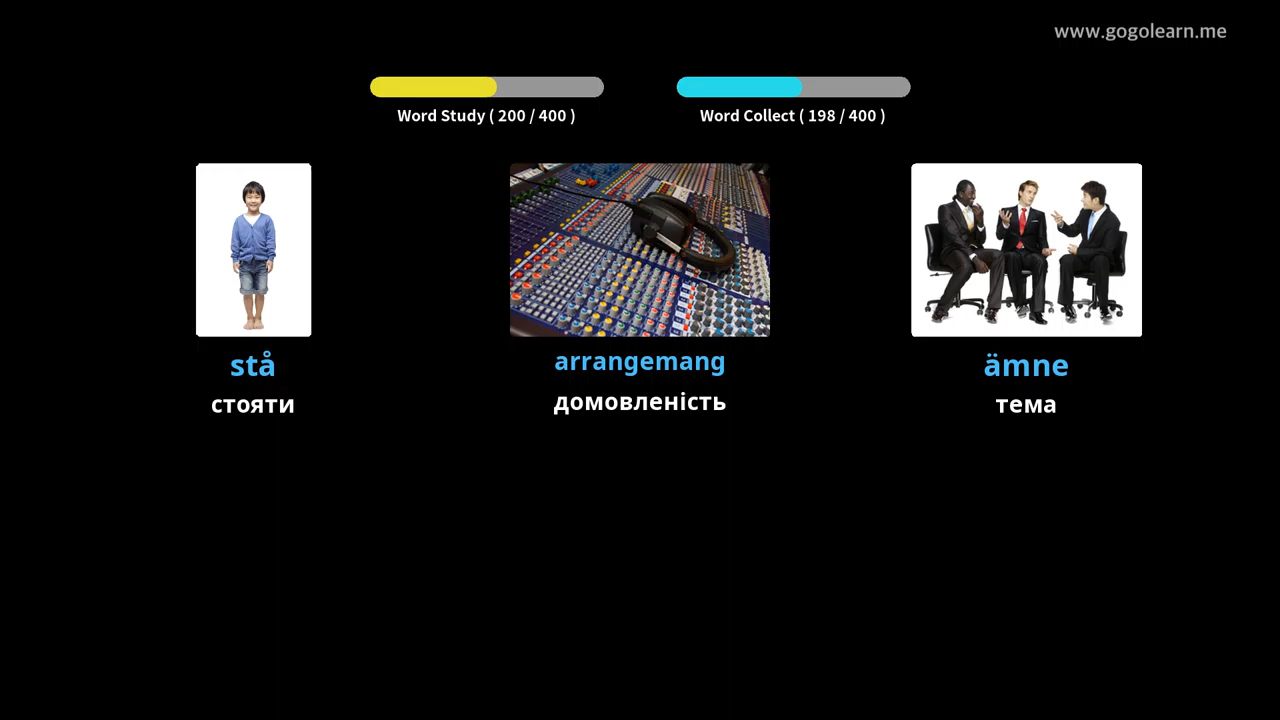 www.gogolearn.me
Word Study ( 200 / 400 )
Word Collect ( 198 / 400 )
stå
arrangemang
ämne
стояти
домовленість
тема